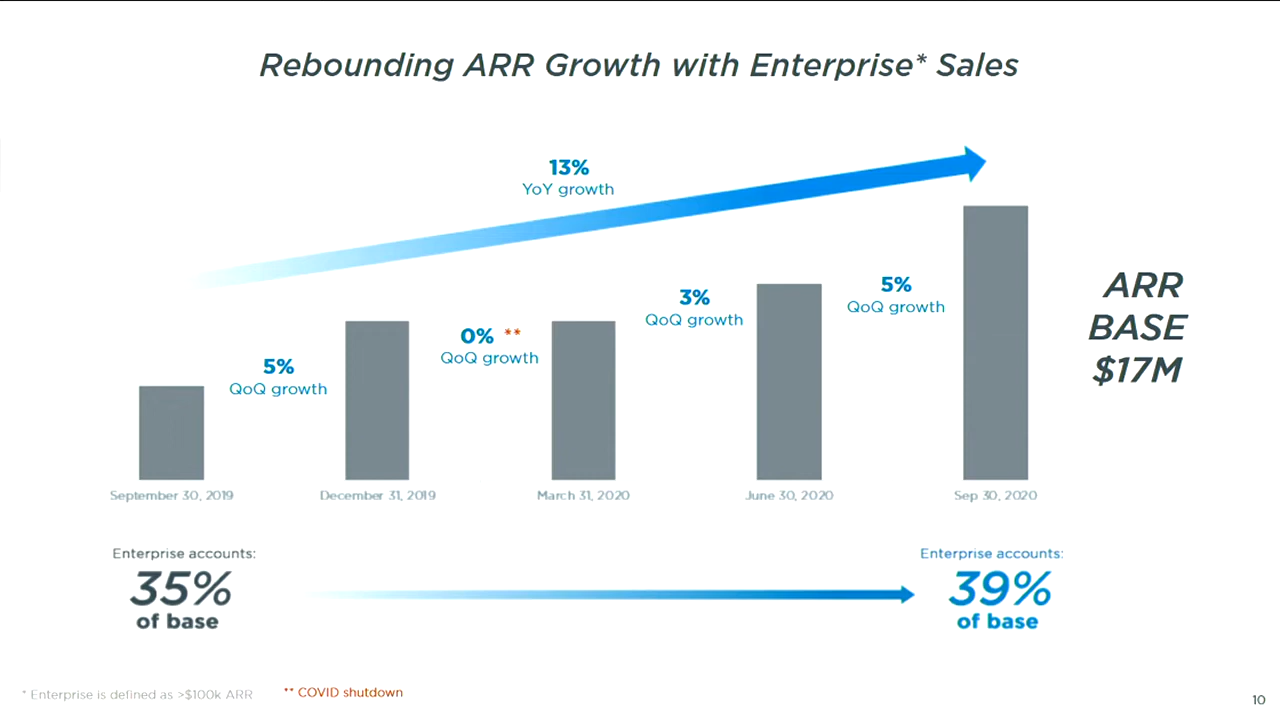 Rebounding ARR Growth with Enterprise* Sales
13%
YoY growth
5%
QoQ growth
0% **
QoQ growth
3%
QoQ growth
5%
QoQ growth
ARR
BASE
$17M
September 30, 2019
December 31, 2019
March 31, 2020
June 30, 2020
Sep 30, 2020
Enterprise accounts:
35%
of base
Enterprise accounts:
39%
of base
* Enterprise is defined as >$100k ARR
** COVID shutdown
10